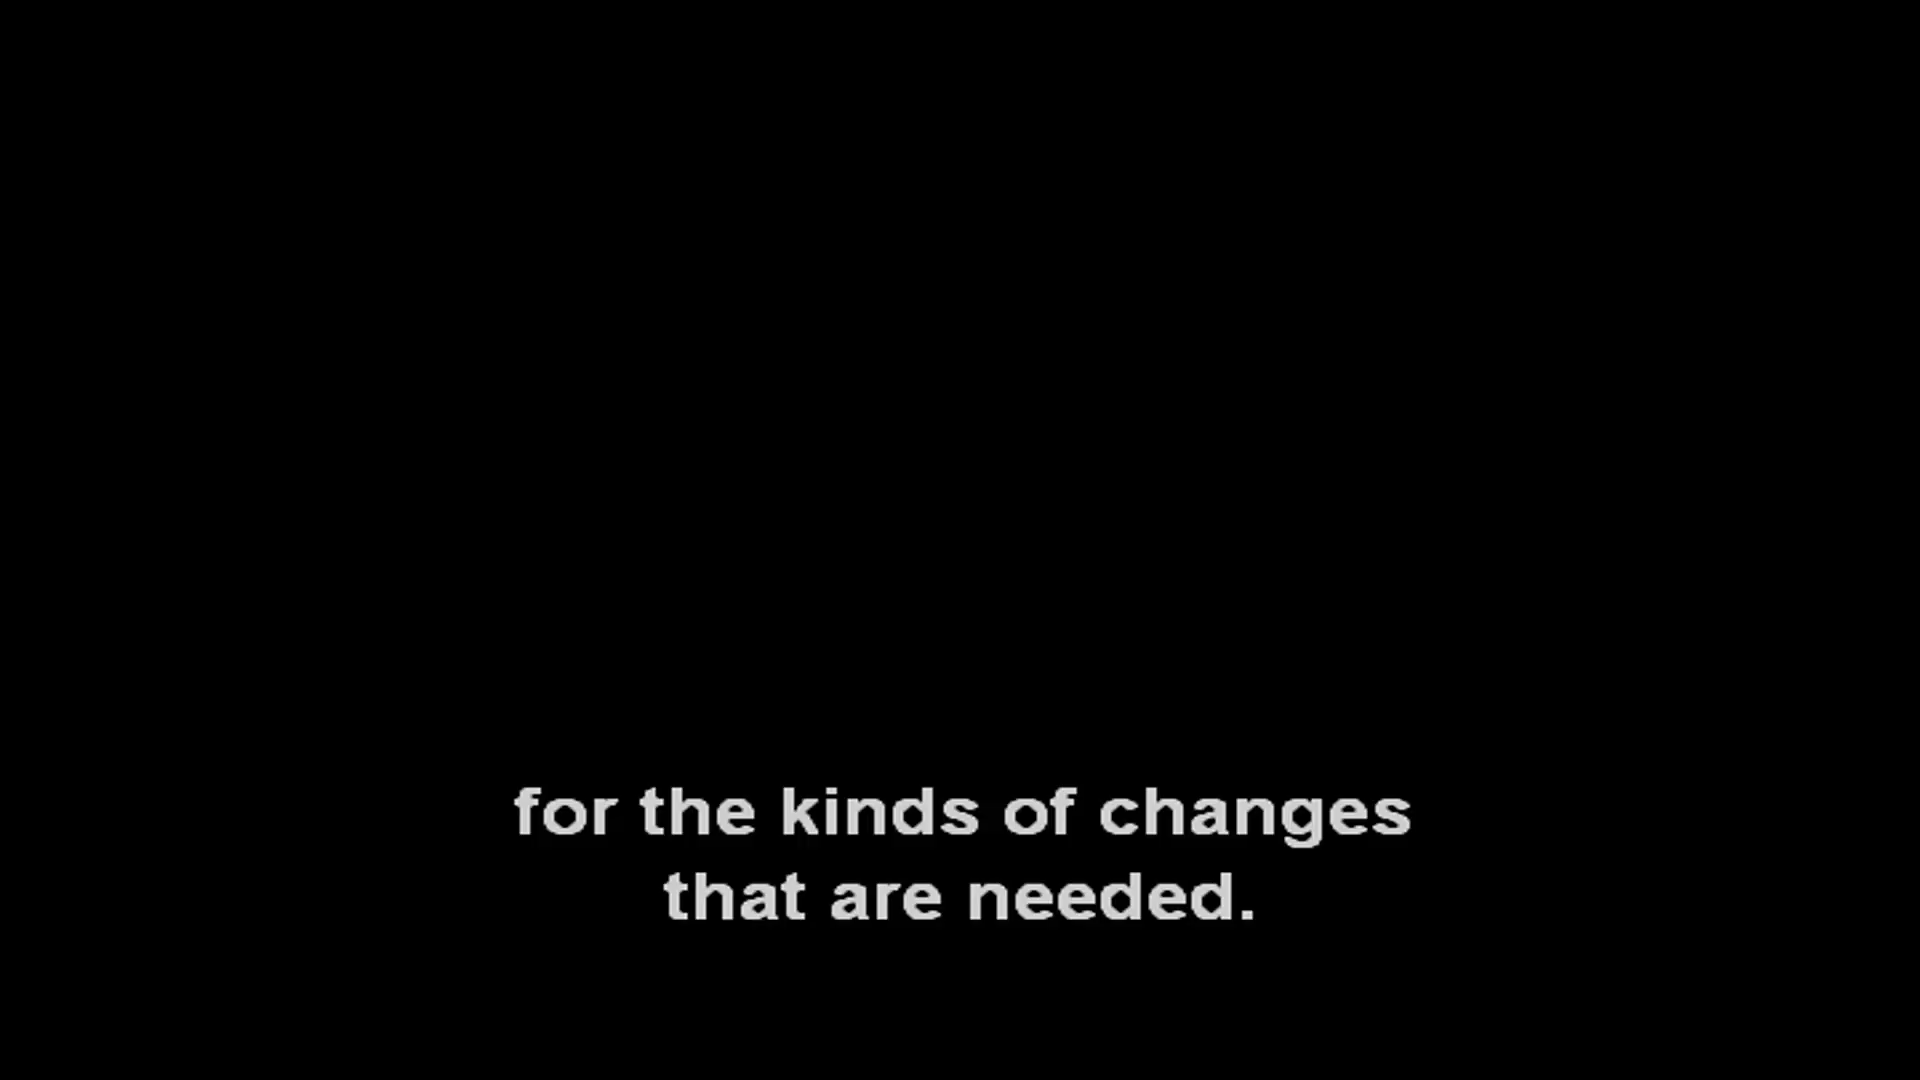 for the kinds of changes
that are needed.